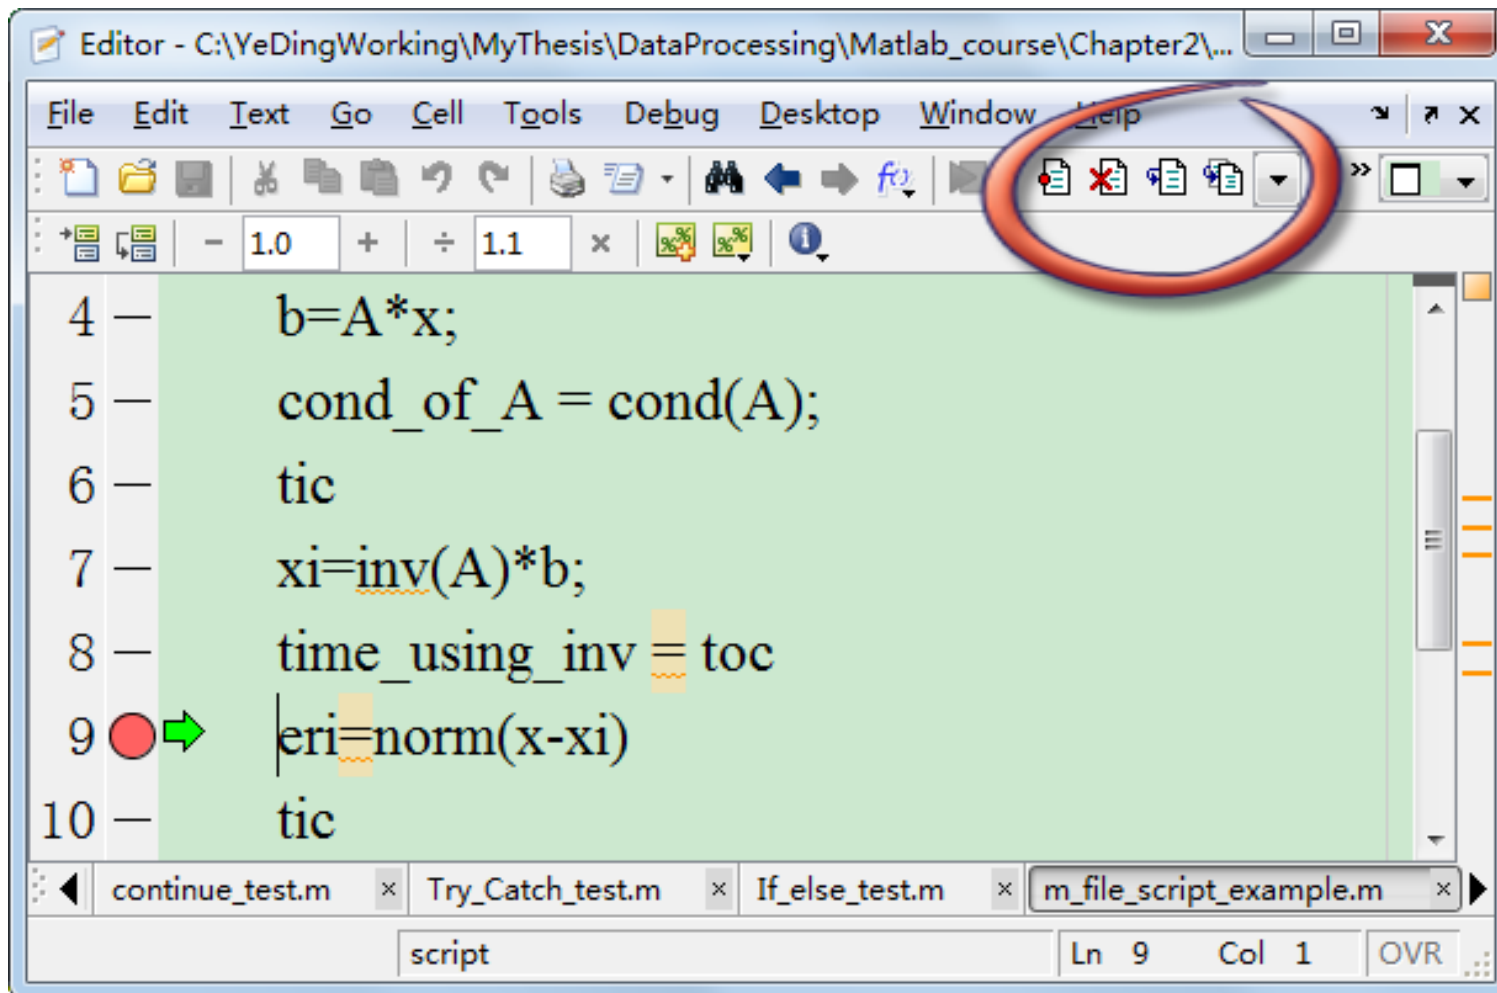 Editor - C:\YeDingWorking\MyThesis\DataProcessing\Matlab_course\Chapter2\...
File Edit Text Go Cell Tools Debug Desktop Window Help
1.0 + ÷ 1.1 ×
4 — b=A*x;
5 — cond_of_A = cond(A);
6 — tic
7 — xi=inv(A)*b;
8 — time_using_inv = toc
9 eri=norm(x-xi)
10 — tic
continue_test.m × Try_Catch_test.m × If_else_test.m × m_file_script_example.m ×
script Ln 9 Col 1 OVR